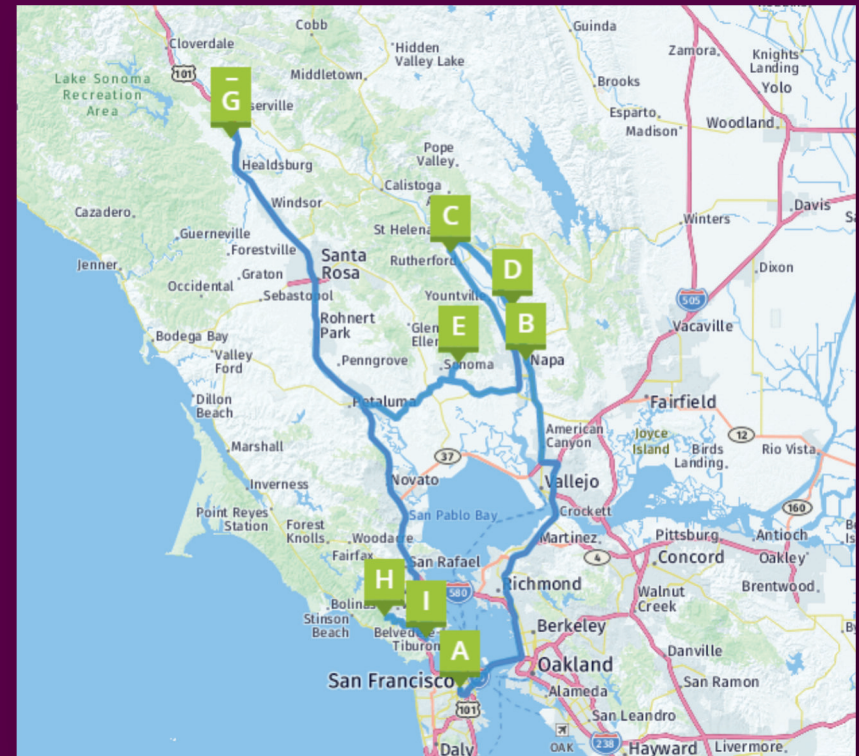 Cobb
Guinda
Cloverdale
Hidden
Valley Lake
Zamora
Knights
Landing
101
Middletown
Lake Sonoma
Recreation
Area
Brooks
Yolo
G
serville
Esparto
Madison
Woodland
Pope
Valley
Healdsburg
Calistoga
A
Windsor
Cazadero
C
Winters
Davis
Guerneville
St Helena
Forestville
Santa
Rosa
Rutherford
D
Dixon
Jenner
Graton
Occidental
Sebastopol
Yountville
505
Rohnert
Park
Glen
Ellen
E
B
Vacaville
Bodega Bay
Valley
Ford
Penngrove
Sonoma
Napa
Dillon
Beach
Petaluma
Fairfield
American
Canyon
Joyce
Island
12
Marshall
37
Birds
Landing
Rio Vista
Inverness
Novato
Vallejo
Point Reyes
Station
San Pablo Bay
Crockett
160
Forest
Knolls
Woodacre
Martinez
Pittsburg
Antioch
Fairfax
4
Oakley
San Rafael
Concord
H
580
Richmond
Brentwood
Bolinas
I
Walnut
Creek
Stinson
Beach
Belvedere
Tiburon
Berkeley
A
Danville
San Francisco
Oakland
San Ramon
Alameda
101
San Leandro
OAK
238
Daly
Hayward
Livermore